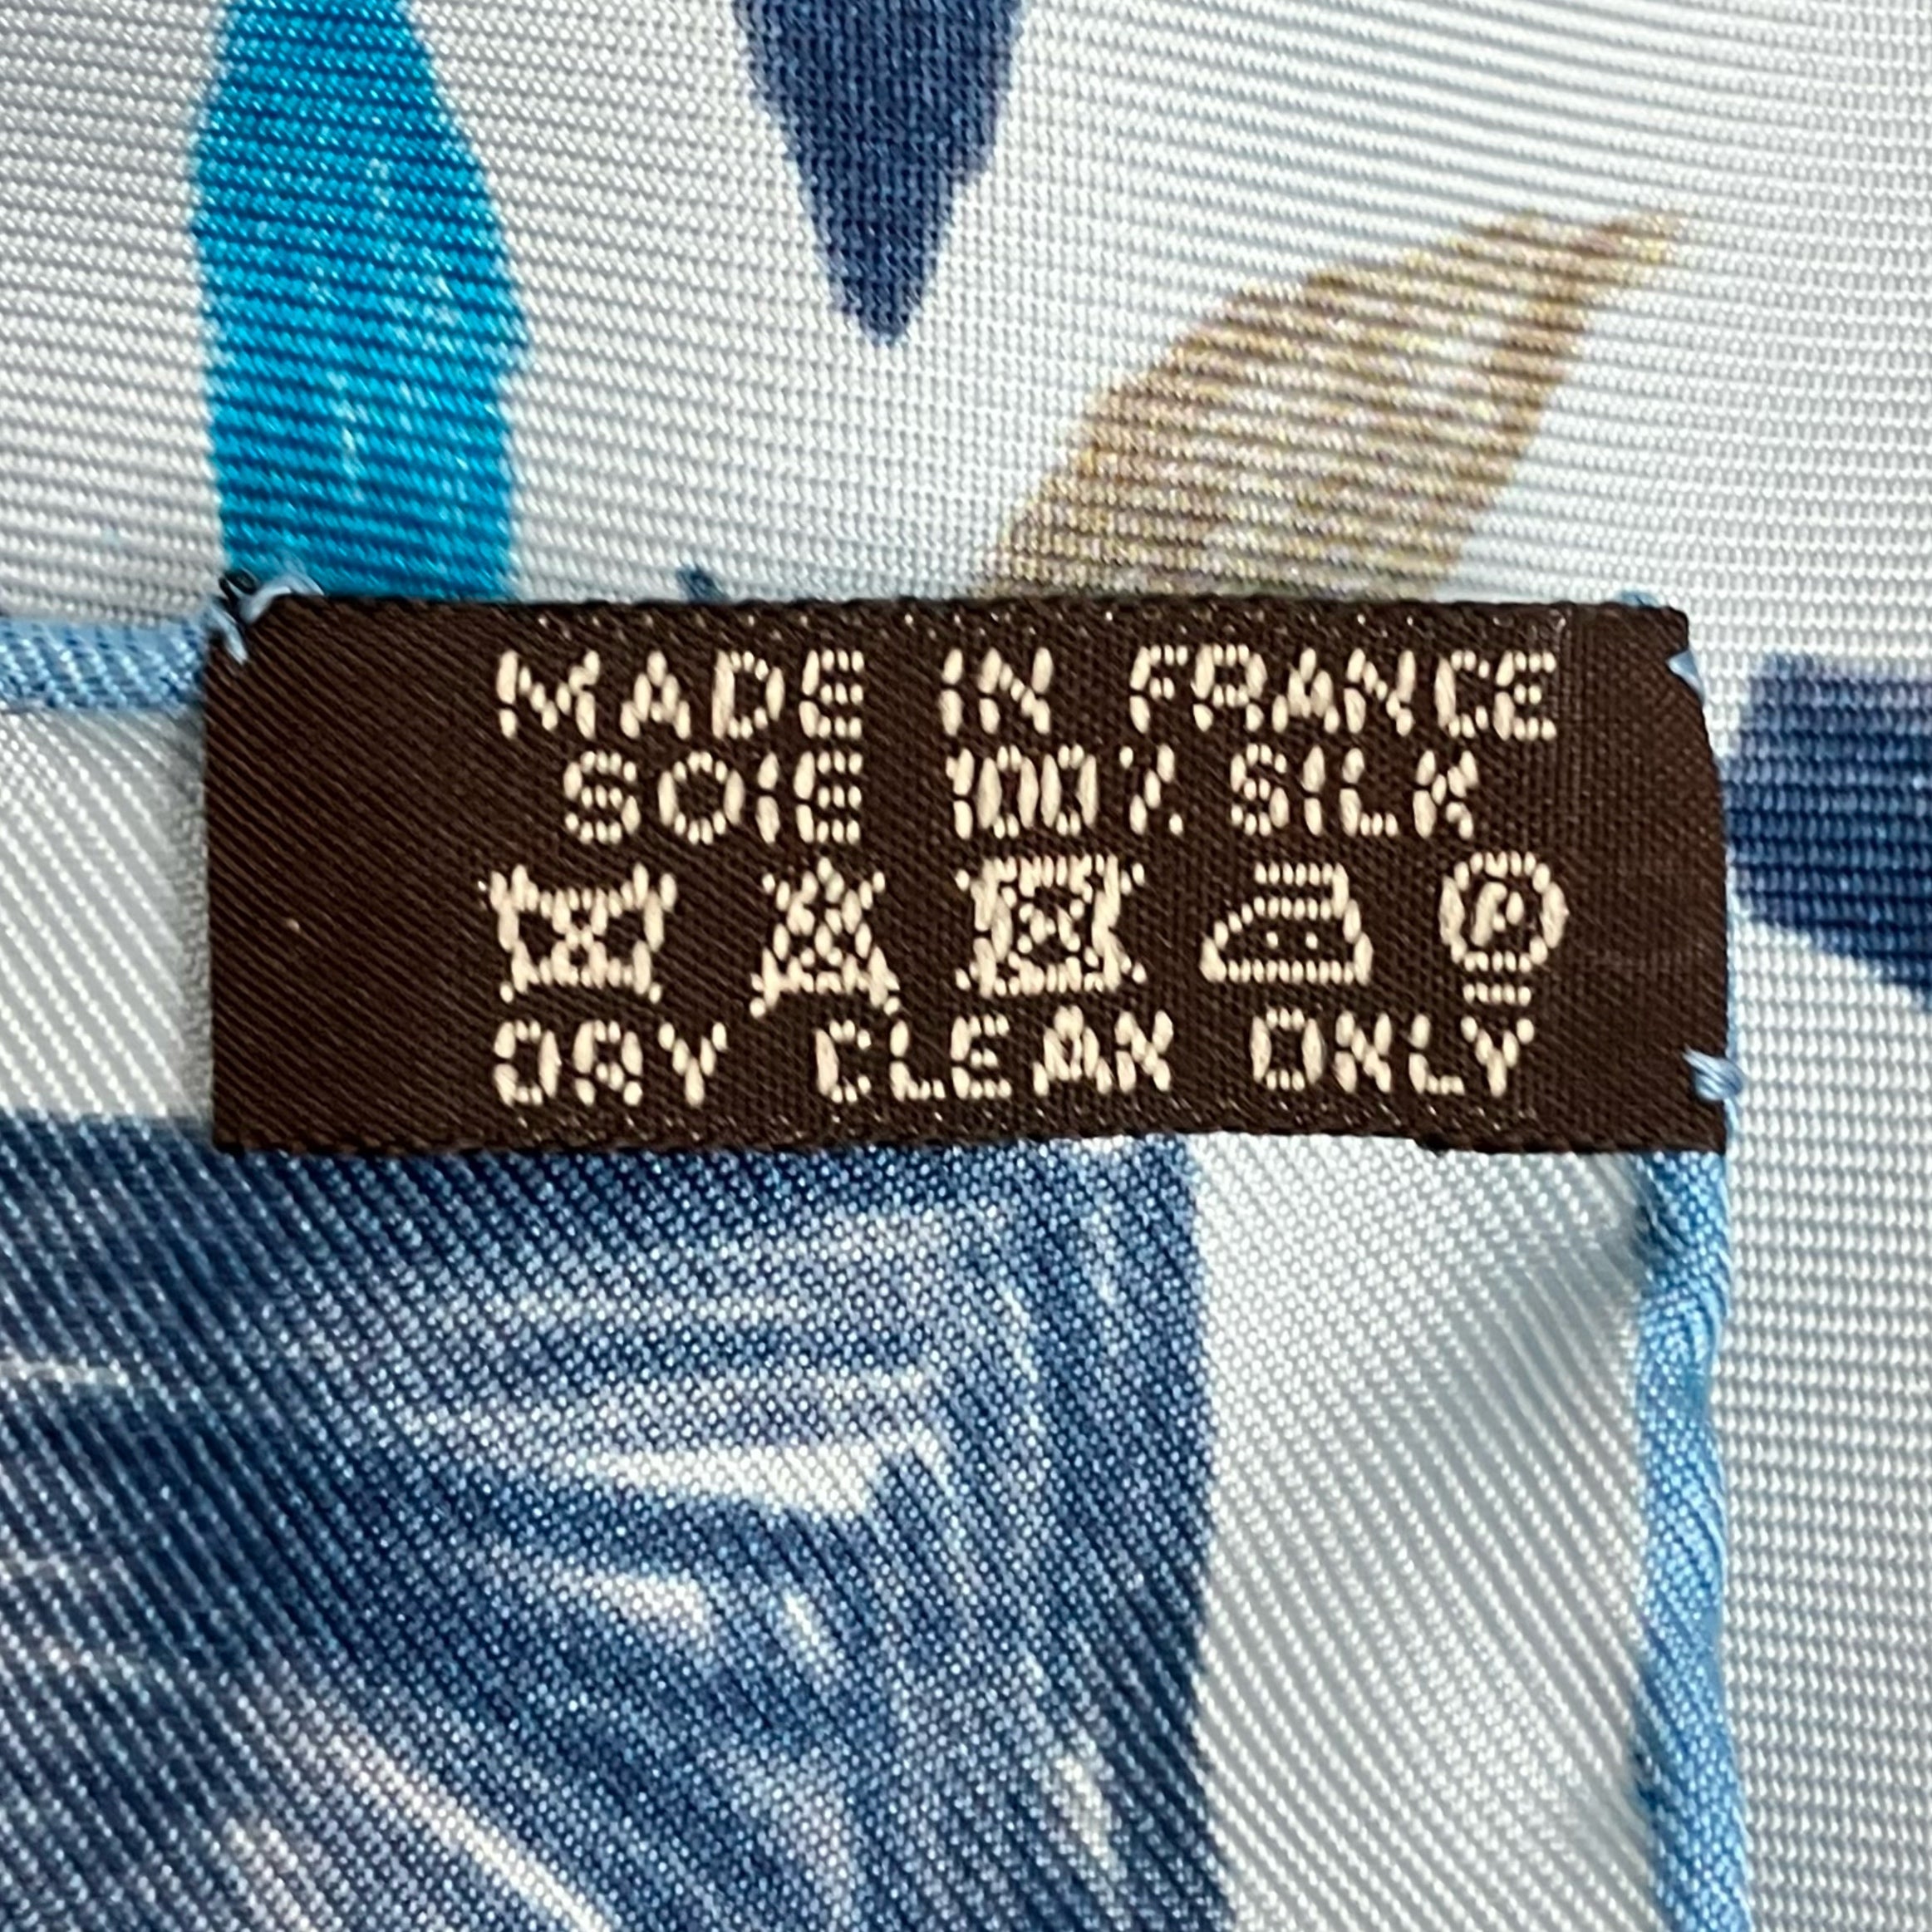 MADE IN FRANCE
SOIE 100% SILK
P
DRY CLEAN ONLY